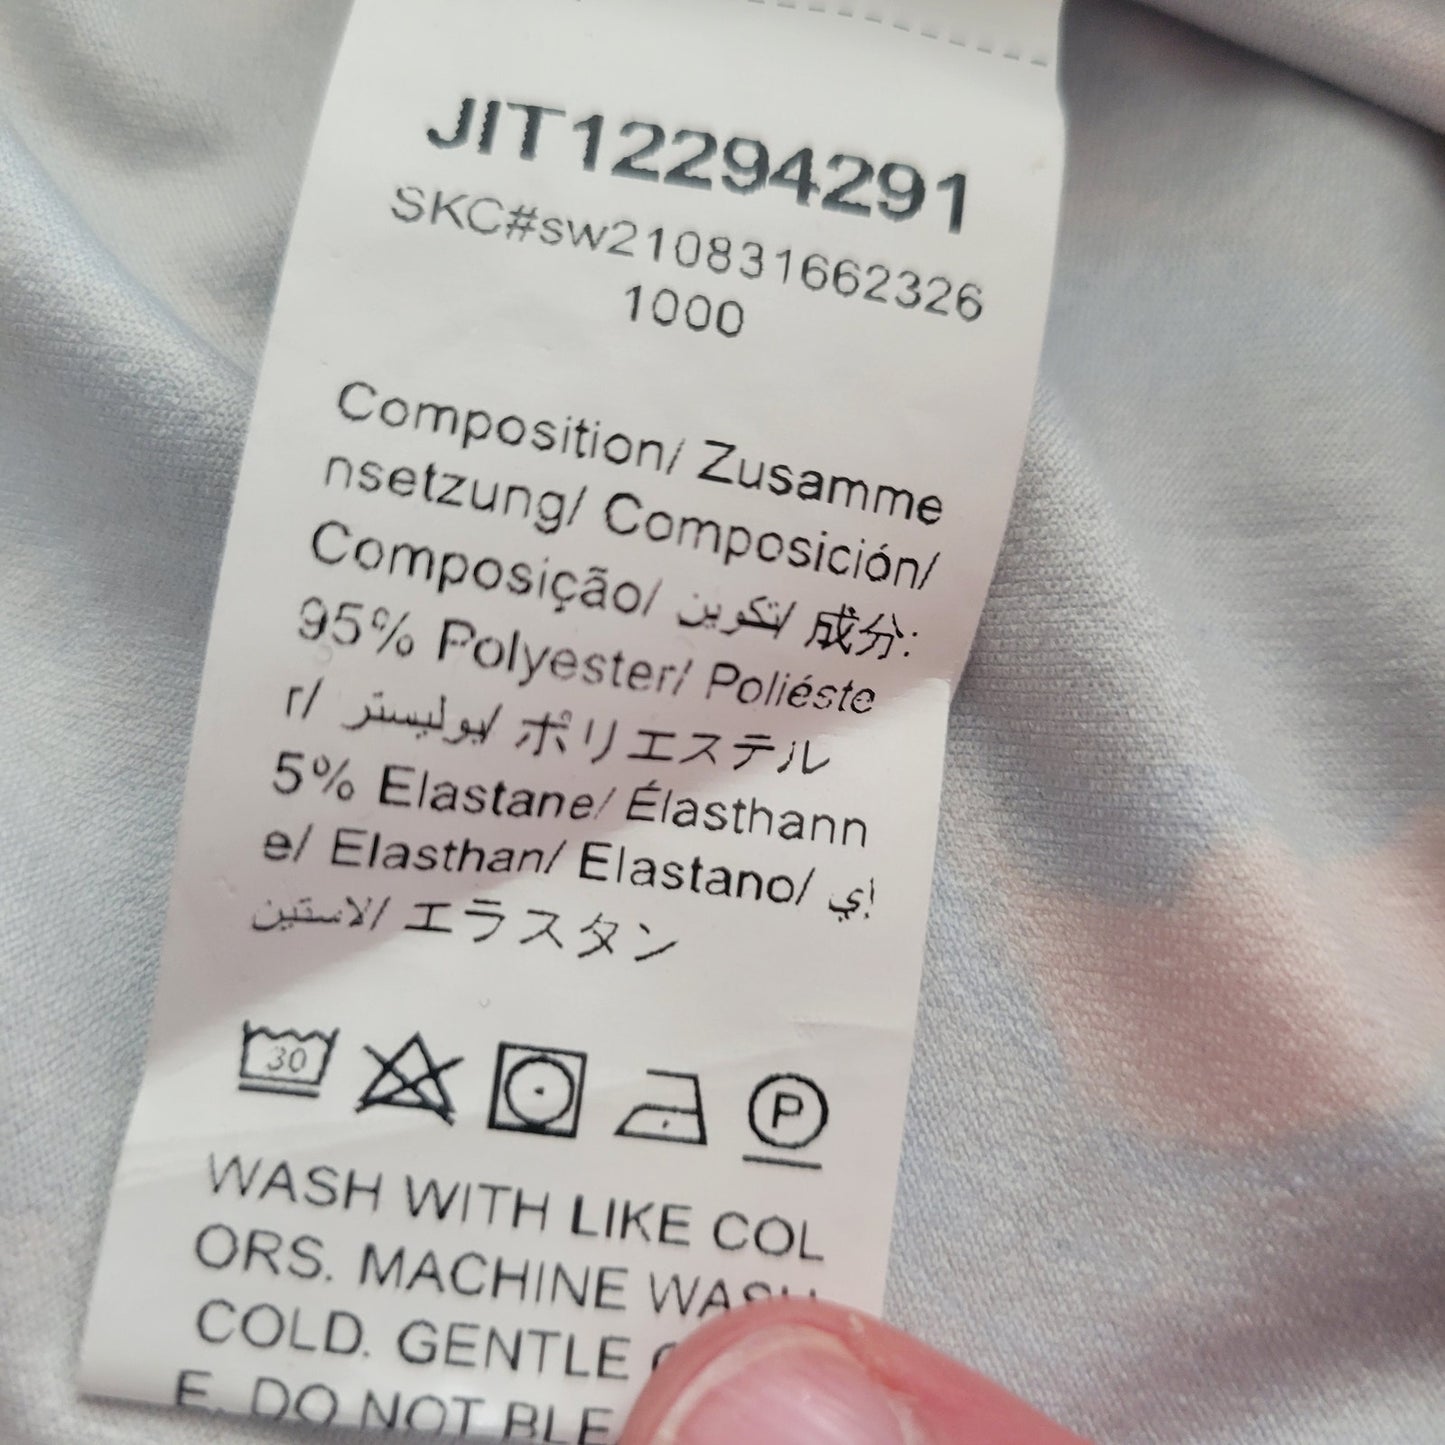 JIT12294291
SKC#sw210831662326
1000
Composition/ Zusamme
nsetzung/ Composición/
Composição/ تكوين/ 成分:
95% Polyester/ Poliéste
r/ بوليستر/ ポリエステル
5% Elastane/ Élasthann
e/ Elasthan/ Elastano/ إي
لاستين/ エラスタン
30
P
WASH WITH LIKE COL
ORS. MACHINE WASH
COLD. GENTLE
E. DO NOT BLE